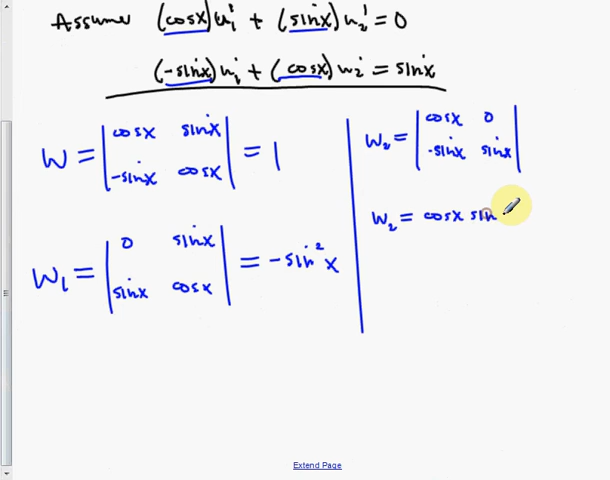 Assume (cosx)u₁' + (sinx)u₂' = 0
(-sinx)u₁' + (cosx)u₂' = sinx
W = |cosx sinx| = 1
|-sinx cosx|
W₁ = |0 sinx| = -sin²x
|sinx cosx|
W₂ = |cosx 0|
|-sinx sinx|
W₂ = cosx sin
Extend Page